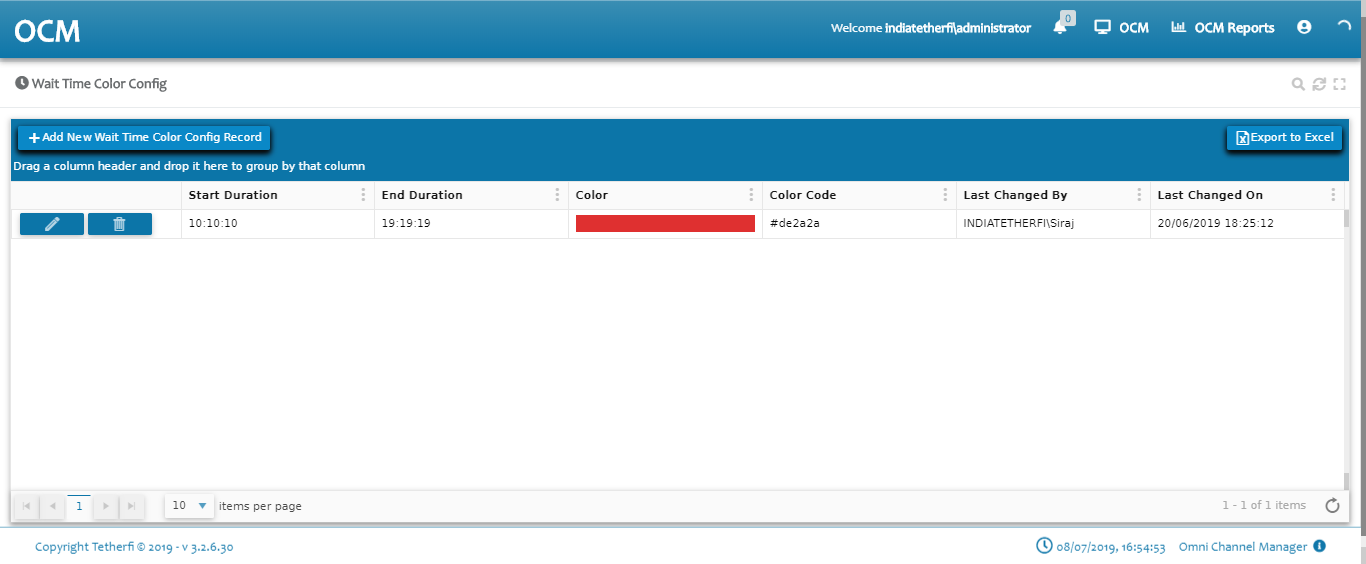 OCM
Welcome indiatetherfi\administrator
0
OCM
OCM Reports
Wait Time Color Config
Add New Wait Time Color Config Record
Export to Excel
Drag a column header and drop it here to group by that column
Start Duration End Duration Color Color Code Last Changed By Last Changed On
10:10:10 19:19:19 #de2a2a INDIATETHERFI\Siraj 20/06/2019 18:25:12
1 10 items per page 1 - 1 of 1 items
Copyright Tetherfi © 2019 - v 3.2.6.30 08/07/2019, 16:54:53 Omni Channel Manager